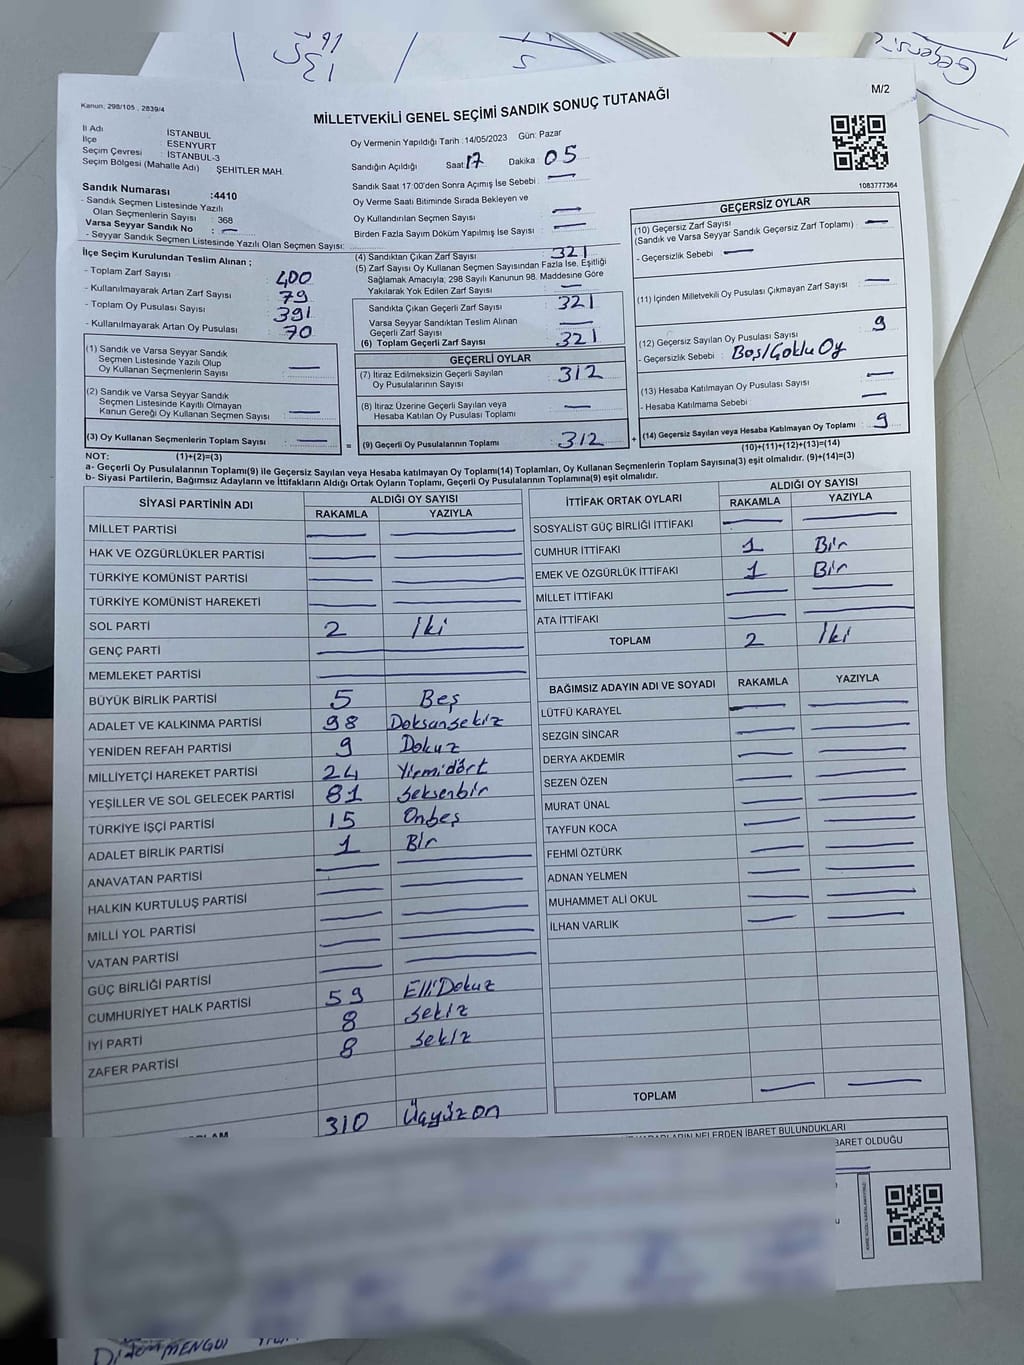 Kanun: 298/105 , 2839/4
MİLLETVEKİLİ GENEL SEÇİMİ SANDIK SONUÇ TUTANAĞI
M/2
İl Adı : İSTANBUL
İlçe : ESENYURT
Seçim Çevresi : İSTANBUL-3
Seçim Bölgesi (Mahalle Adı) ŞEHİTLER MAH.
Sandık Numarası :4410
- Sandık Seçmen Listesinde Yazılı
Olan Seçmenlerin Sayısı : 368
Varsa Seyyar Sandık No : —
- Seyyar Sandık Seçmen Listesinde Yazılı Olan Seçmen Sayısı:
Oy Vermenin Yapıldığı Tarih :14/05/2023 Gün: Pazar
Sandığın Açıldığı Saat 17 Dakika 05
Sandık Saat 17:00'den Sonra Açımış İse Sebebi : —
Oy Verme Saati Bitiminde Sırada Bekleyen ve
Oy Kullandırılan Seçmen Sayısı —
Birden Fazla Sayım Döküm Yapılmış İse Sayısı —
1083777364
İlçe Seçim Kurulundan Teslim Alınan ;
- Toplam Zarf Sayısı : 400
- Kullanılmayarak Artan Zarf Sayısı : 79
- Toplam Oy Pusulası Sayısı : 391
- Kullanılmayarak Artan Oy Pusulası : 70
(1) Sandık ve Varsa Seyyar Sandık
Seçmen Listesinde Yazılı Olup
Oy Kullanan Seçmenlerin Sayısı : —
(2) Sandık ve Varsa Seyyar Sandık
Seçmen Listesinde Kayıtlı Olmayan
Kanun Gereği Oy Kullanan Seçmen Sayısı : —
(3) Oy Kullanan Seçmenlerin Toplam Sayısı : —
(4) Sandıktan Çıkan Zarf Sayısı : 321
(5) Zarf Sayısı Oy Kullanan Seçmen Sayısından Fazla İse, Eşitliği
Sağlamak Amacıyla; 298 Sayılı Kanunun 98. Maddesine Göre
Yakılarak Yok Edilen Zarf Sayısı : —
Sandıkta Çıkan Geçerli Zarf Sayısı : 321
Varsa Seyyar Sandıktan Teslim Alınan
Geçerli Zarf Sayısı : —
(6) Toplam Geçerli Zarf Sayısı : 321
GEÇERLİ OYLAR
(7) İtiraz Edilmeksizin Geçerli Sayılan
Oy Pusulalarının Sayısı : 312
(8) İtiraz Üzerine Geçerli Sayılan veya
Hesaba Katılan Oy Pusulası Toplamı : —
= (9) Geçerli Oy Pusulalarının Toplamı : 312
GEÇERSİZ OYLAR
(10) Geçersiz Zarf Sayısı
(Sandık ve Varsa Seyyar Sandık Geçersiz Zarf Toplamı) : —
- Geçersizlik Sebebi : —
(11) İçinden Milletvekili Oy Pusulası Çıkmayan Zarf Sayısı : —
(12) Geçersiz Sayılan Oy Pusulası Sayısı : 9
- Geçersizlik Sebebi : Boş/Çoklu Oy
(13) Hesaba Katılmayan Oy Pusulası Sayısı : —
- Hesaba Katılmama Sebebi : —
+ (14) Geçersiz Sayılan veya Hesaba Katılmayan Oy Toplamı : 9
NOT: (1)+(2)=(3)
(10)+(11)+(12)+(13)=(14)
a- Geçerli Oy Pusulalarının Toplamı(9) ile Geçersiz Sayılan veya Hesaba katılmayan Oy Toplamı(14) Toplamları, Oy Kullanan Seçmenlerin Toplam Sayısına(3) eşit olmalıdır. (9)+(14)=(3)
b- Siyasi Partilerin, Bağımsız Adayların ve İttifakların Aldığı Ortak Oyların Toplamı, Geçerli Oy Pusulalarının Toplamına(9) eşit olmalıdır.
SİYASİ PARTİNİN ADI ALDIĞI OY SAYISI
RAKAMLA YAZIYLA
MİLLET PARTİSİ — —
HAK VE ÖZGÜRLÜKLER PARTİSİ — —
TÜRKİYE KOMÜNİST PARTİSİ — —
TÜRKİYE KOMÜNİST HAREKETİ — —
SOL PARTİ 2 İki
GENÇ PARTİ —
MEMLEKET PARTİSİ —
BÜYÜK BİRLİK PARTİSİ 5 Beş
ADALET VE KALKINMA PARTİSİ 98 Doksansekiz
YENİDEN REFAH PARTİSİ 9 Dokuz
MİLLİYETÇİ HAREKET PARTİSİ 24 Yirmidört
YEŞİLLER VE SOL GELECEK PARTİSİ 81 Seksenbir
TÜRKİYE İŞÇİ PARTİSİ 15 Onbeş
ADALET BİRLİK PARTİSİ 1 Bir
ANAVATAN PARTİSİ — —
HALKIN KURTULUŞ PARTİSİ — —
MİLLİ YOL PARTİSİ — —
VATAN PARTİSİ — —
GÜÇ BİRLİĞİ PARTİSİ — —
CUMHURİYET HALK PARTİSİ 59 ElliDokuz
İYİ PARTİ 8 Sekiz
ZAFER PARTİSİ 8 Sekiz
310 Üçyüzon
İTTİFAK ORTAK OYLARI ALDIĞI OY SAYISI
RAKAMLA YAZIYLA
SOSYALİST GÜÇ BİRLİĞİ İTTİFAKI — —
CUMHUR İTTİFAKI 1 Bir
EMEK VE ÖZGÜRLÜK İTTİFAKI 1 Bir
MİLLET İTTİFAKI — —
ATA İTTİFAKI — —
TOPLAM 2 İki
BAĞIMSIZ ADAYIN ADI VE SOYADI RAKAMLA YAZIYLA
LÜTFÜ KARAYEL — —
SEZGİN SİNCAR — —
DERYA AKDEMİR — —
SEZEN ÖZEN — —
MURAT ÜNAL — —
TAYFUN KOCA — —
FEHMİ ÖZTÜRK — —
ADNAN YELMEN — —
MUHAMMET ALİ OKUL — —
İLHAN VARLIK — —
TOPLAM — —
NELERDEN İBARET BULUNDUKLARI
İBARET OLDUĞU
MENGÜ